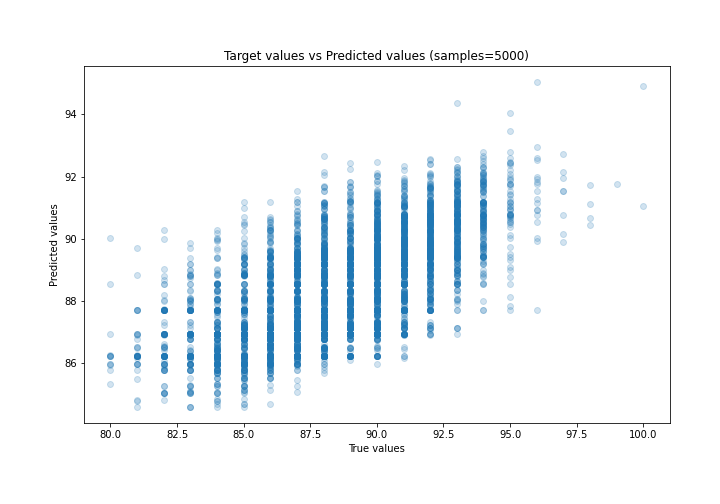 Target values vs Predicted values (samples=5000)
94
92
90
88
86
Predicted values
80.0 82.5 85.0 87.5 90.0 92.5 95.0 97.5 100.0
True values